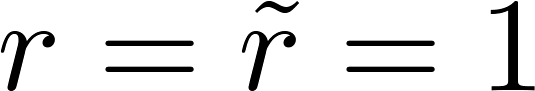 r = r̃ = 1